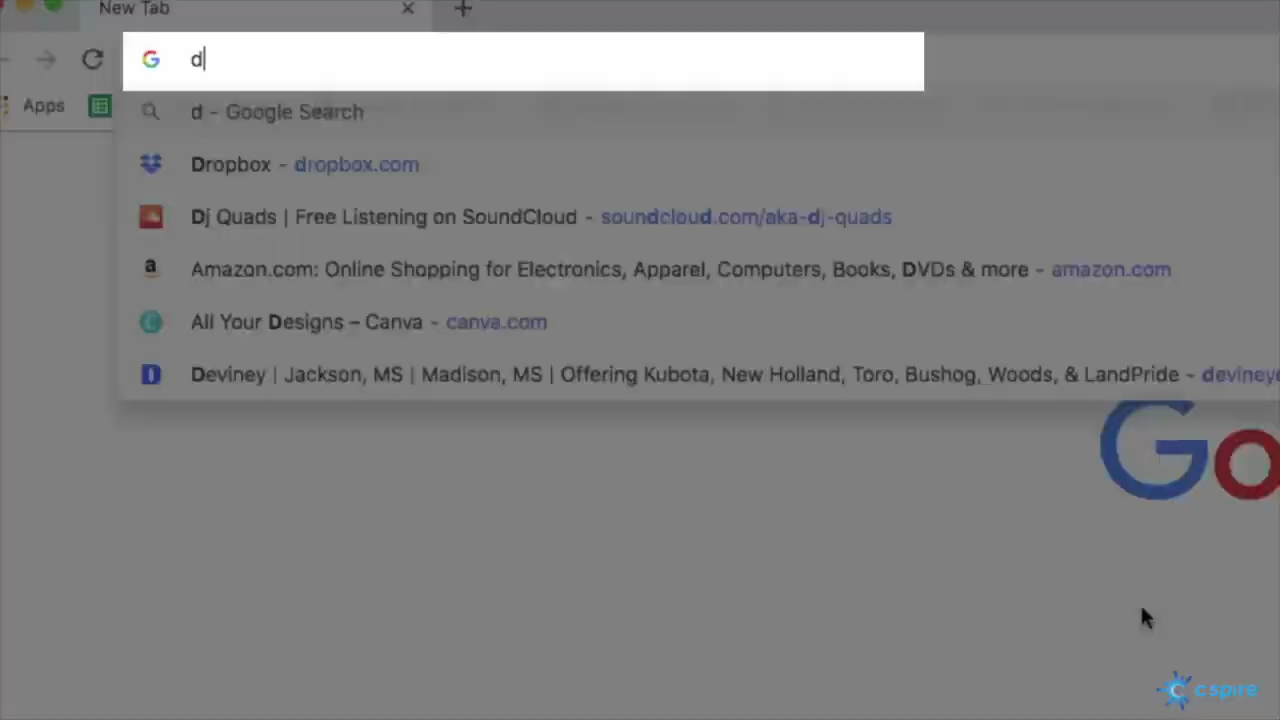 New Tab
d
Apps
d - Google Search
Dropbox - dropbox.com
Dj Quads | Free Listening on SoundCloud - soundcloud.com/aka-dj-quads
Amazon.com: Online Shopping for Electronics, Apparel, Computers, Books, DVDs & more - amazon.com
All Your Designs – Canva - canva.com
Deviney | Jackson, MS | Madison, MS | Offering Kubota, New Holland, Toro, Bushog, Woods, & LandPride - deviney
Go
c spire